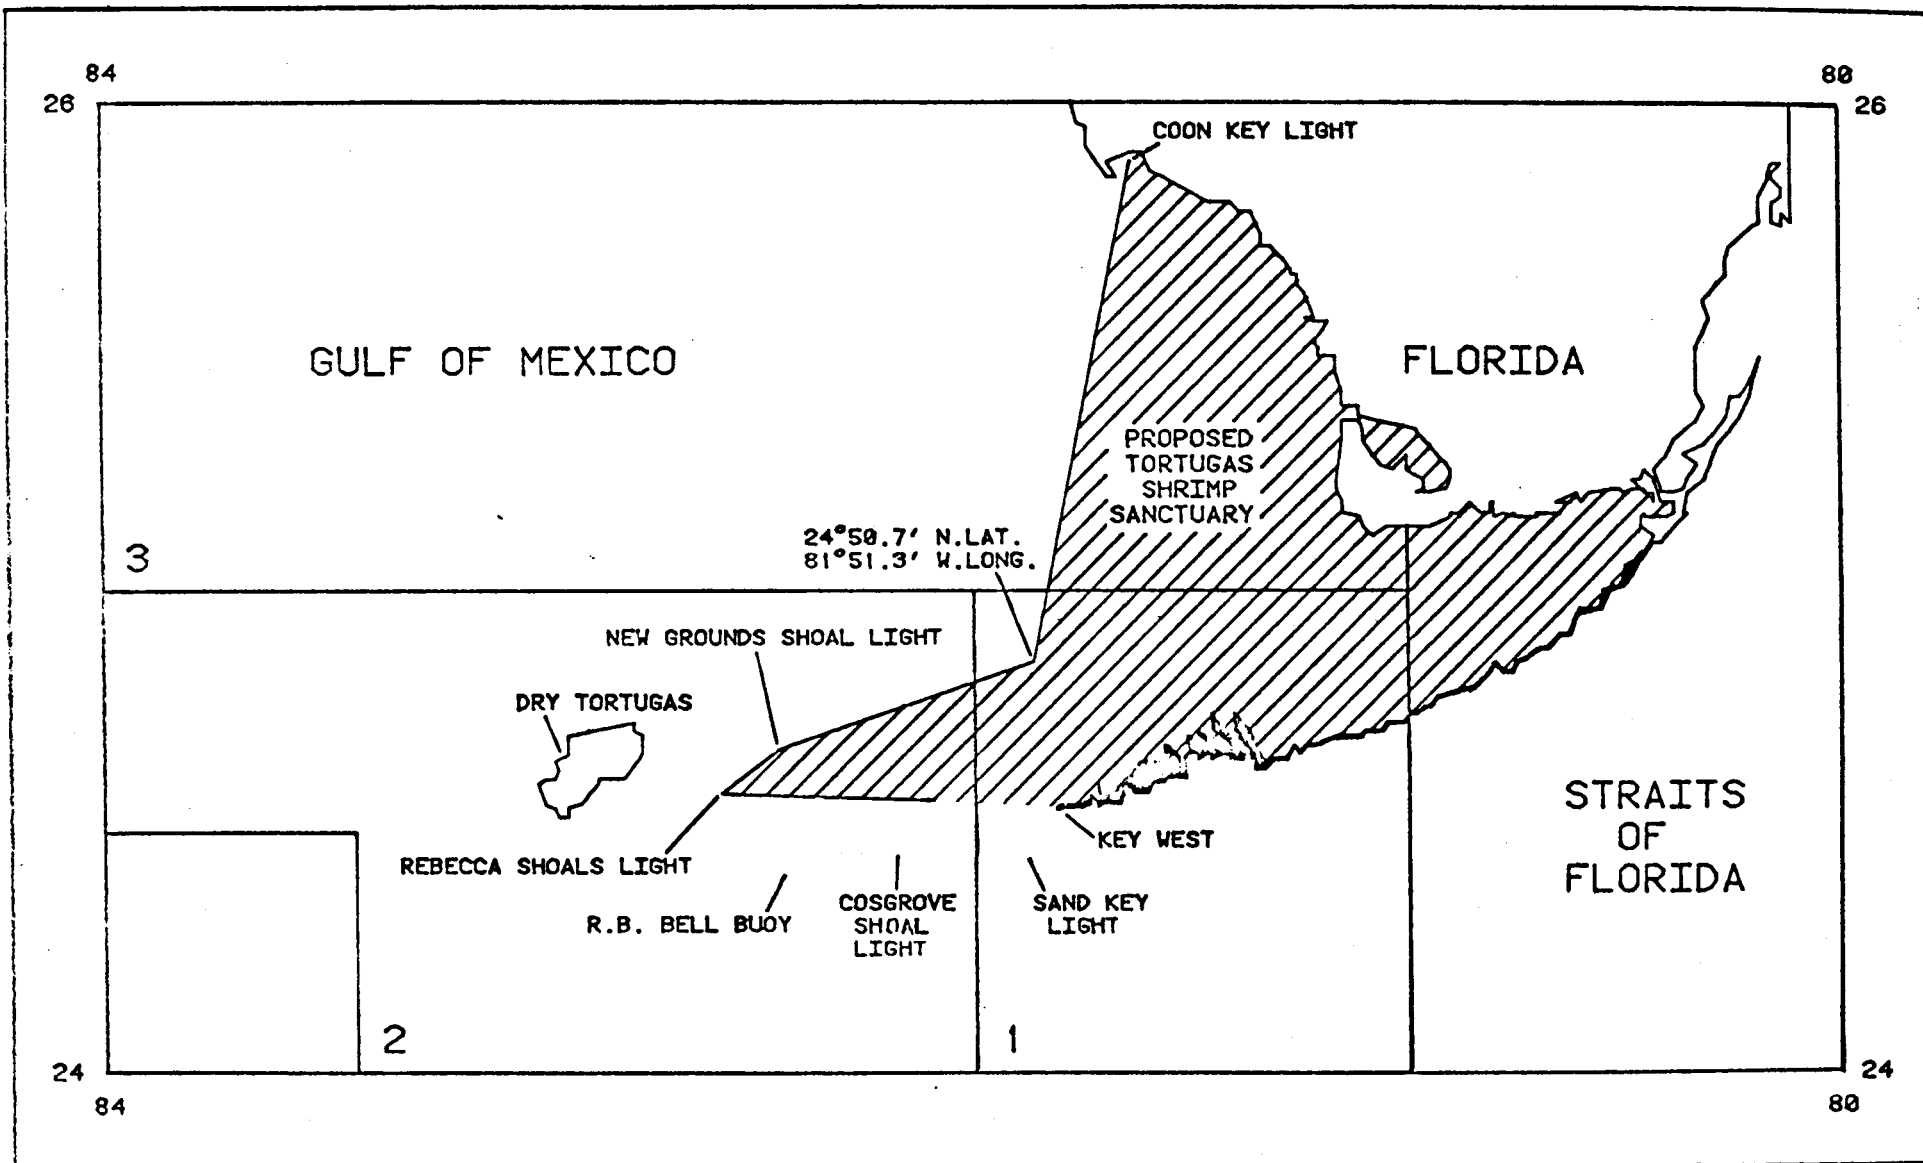 84
80
26
26
COON KEY LIGHT
GULF OF MEXICO
FLORIDA
PROPOSED
TORTUGAS
SHRIMP
SANCTUARY
24°50.7' N.LAT.
81°51.3' W.LONG.
3
NEW GROUNDS SHOAL LIGHT
DRY TORTUGAS
STRAITS
OF
FLORIDA
KEY WEST
REBECCA SHOALS LIGHT
R.B. BELL BUOY
COSGROVE
SHOAL
LIGHT
SAND KEY
LIGHT
2
1
24
24
84
80